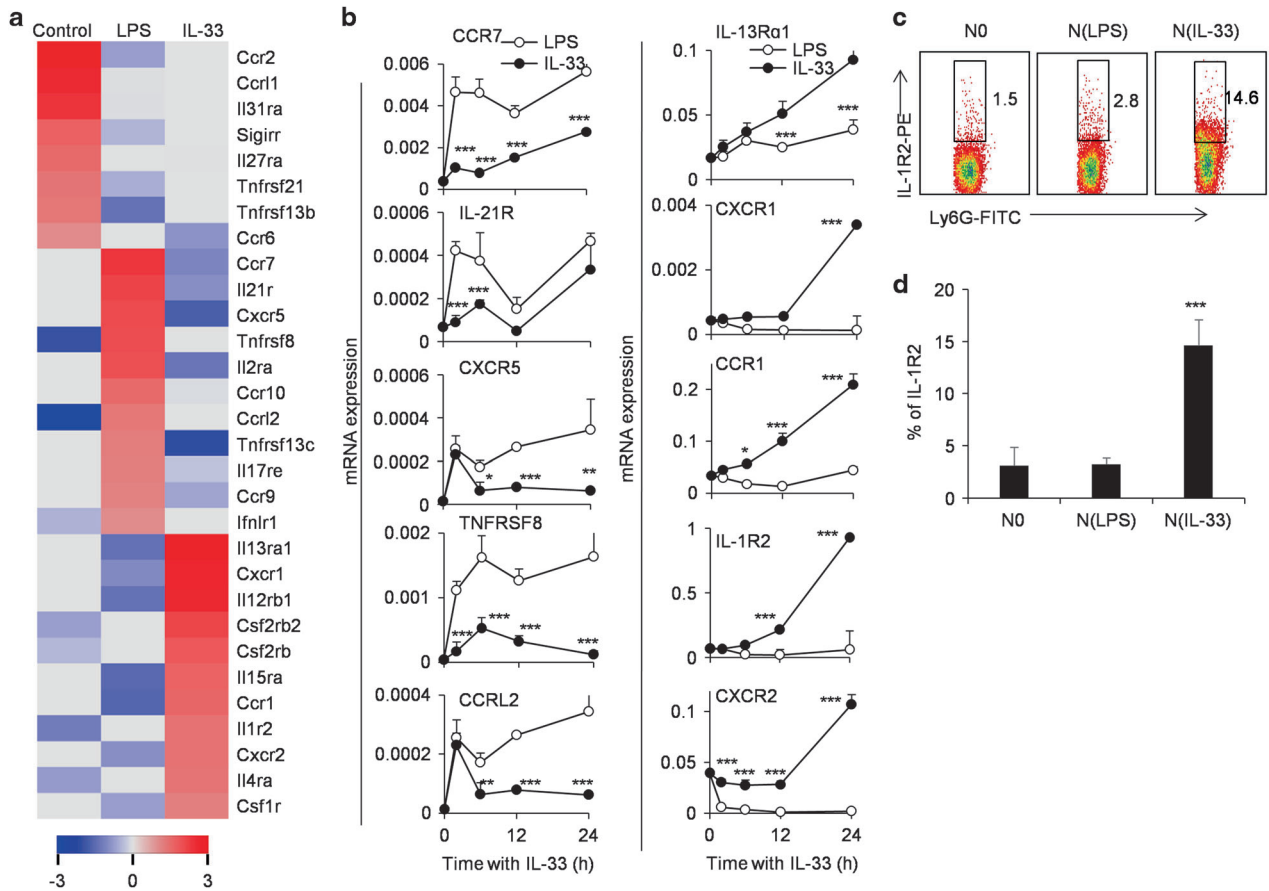 a
Control LPS IL-33
Ccr2
Ccrl1
Il31ra
Sigirr
Il27ra
Tnfrsf21
Tnfrsf13b
Ccr6
Ccr7
Il21r
Cxcr5
Tnfrsf8
Il2ra
Ccr10
Ccrl2
Tnfrsf13c
Il17re
Ccr9
Ifnlr1
Il13ra1
Cxcr1
Il12rb1
Csf2rb2
Csf2rb
Il15ra
Ccr1
Il1r2
Cxcr2
Il4ra
Csf1r
-3 0 3
b
mRNA expression
CCR7
LPS
IL-33
0.006
0.004
0.002
0
*** *** *** ***
IL-21R
0.0006
0.0004
0.0002
0
*** ***
CXCR5
0.0006
0.0004
0.0002
0
* *** **
TNFRSF8
0.002
0.001
0
*** *** *** ***
CCRL2
0.0004
0.0002
0
** *** ***
0 12 24
Time with IL-33 (h)
mRNA expression
IL-13Rα1
LPS
IL-33
0.1
0.05
0
*** ***
CXCR1
0.004
0.002
0
***
CCR1
0.2
0.1
0
* *** ***
IL-1R2
1
0.5
0
*** ***
CXCR2
0.1
0.05
0
*** *** *** ***
0 12 24
Time with IL-33 (h)
c
N0 N(LPS) N(IL-33)
IL-1R2-PE
1.5 2.8 14.6
Ly6G-FITC
d
% of IL-1R2
20
15
10
5
0
***
N0 N(LPS) N(IL-33)